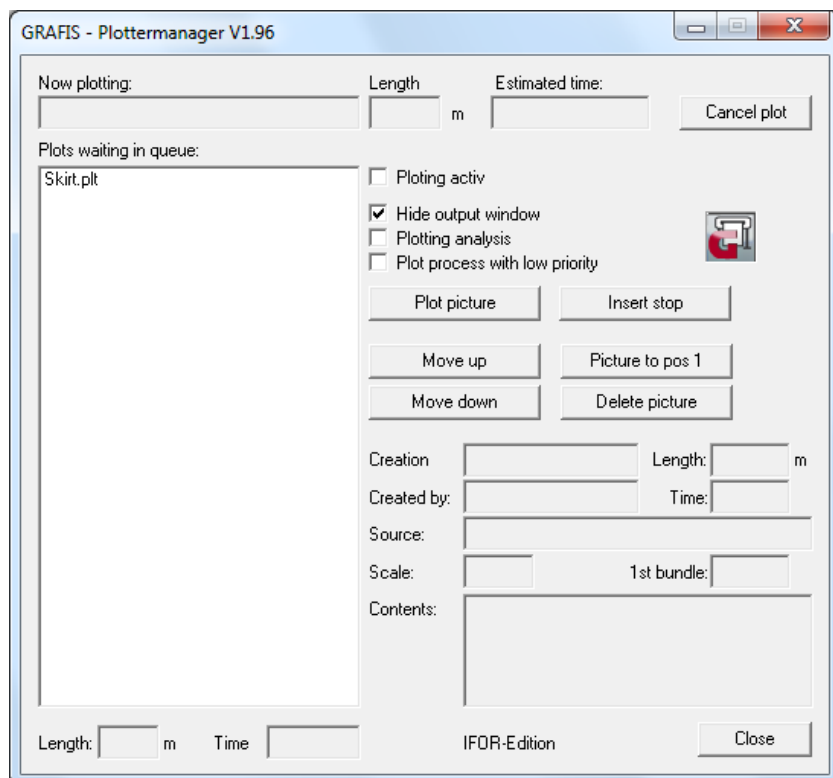 GRAFIS - Plottermanager V1.96
Now plotting:
Length
Estimated time:
m
Cancel plot
Plots waiting in queue:
Skirt.plt
Ploting activ
Hide output window
Plotting analysis
Plot process with low priority
Plot picture
Insert stop
Move up
Picture to pos 1
Move down
Delete picture
Creation
Length:
m
Created by:
Time:
Source:
Scale:
1st bundle:
Contents:
Length:
m
Time
IFOR-Edition
Close